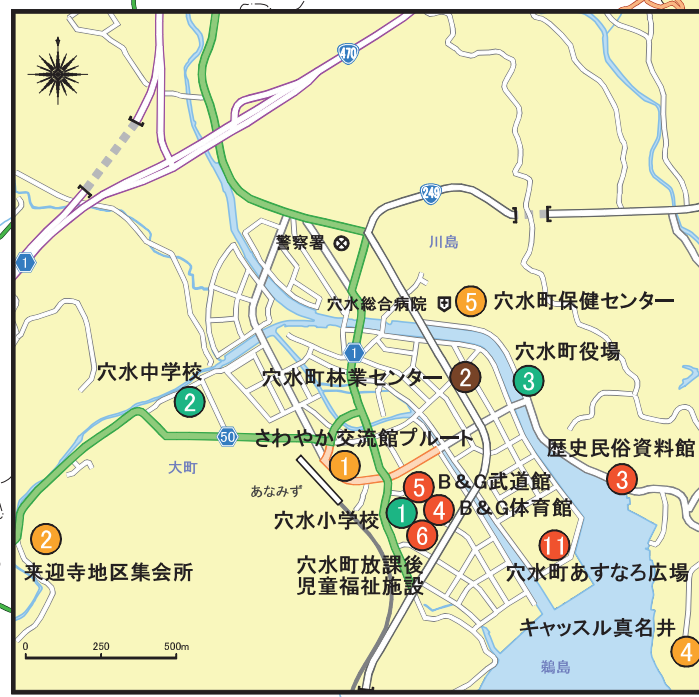 470
249
1
警察署
川島
穴水総合病院
5
穴水町保健センター
1
穴水町役場
穴水中学校
穴水町林業センター
2
3
2
50
さわやか交流館プルート
大町
1
歴史民俗資料館
あなみず
5
B&G武道館
3
穴水小学校
1
4
B&G体育館
6
2
来迎寺地区集会所
穴水町放課後
児童福祉施設
11
穴水町あすなろ広場
キャッスル真名井
4
0 250 500m
鵜島